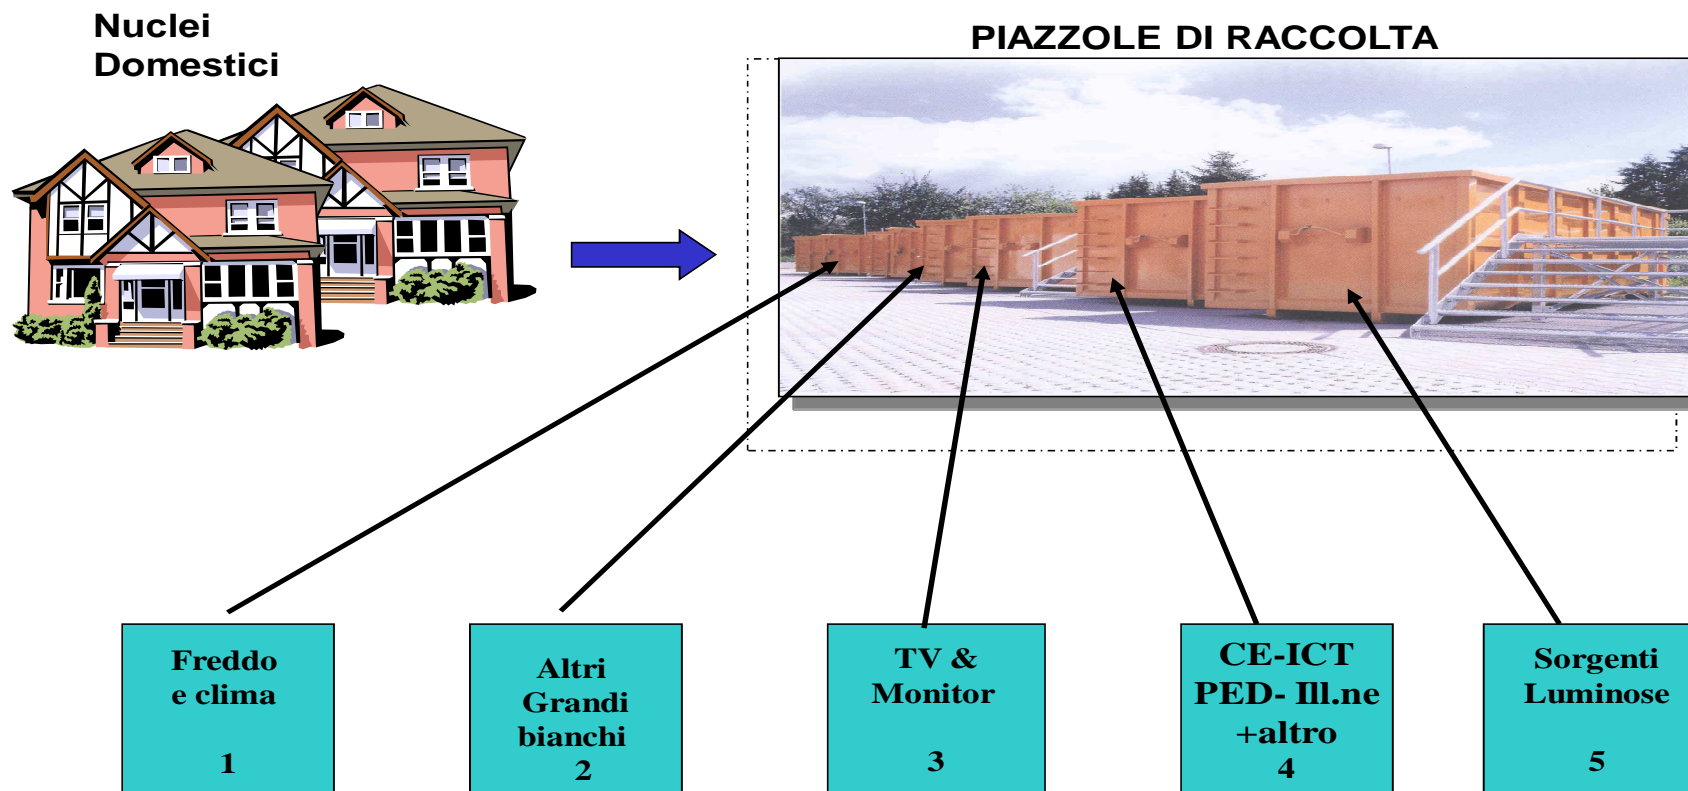 Nuclei
Domestici
PIAZZOLE DI RACCOLTA
Freddo
e clima
1
Altri
Grandi
bianchi
2
TV &
Monitor
3
CE-ICT
PED- Ill.ne
+altro
4
Sorgenti
Luminose
5